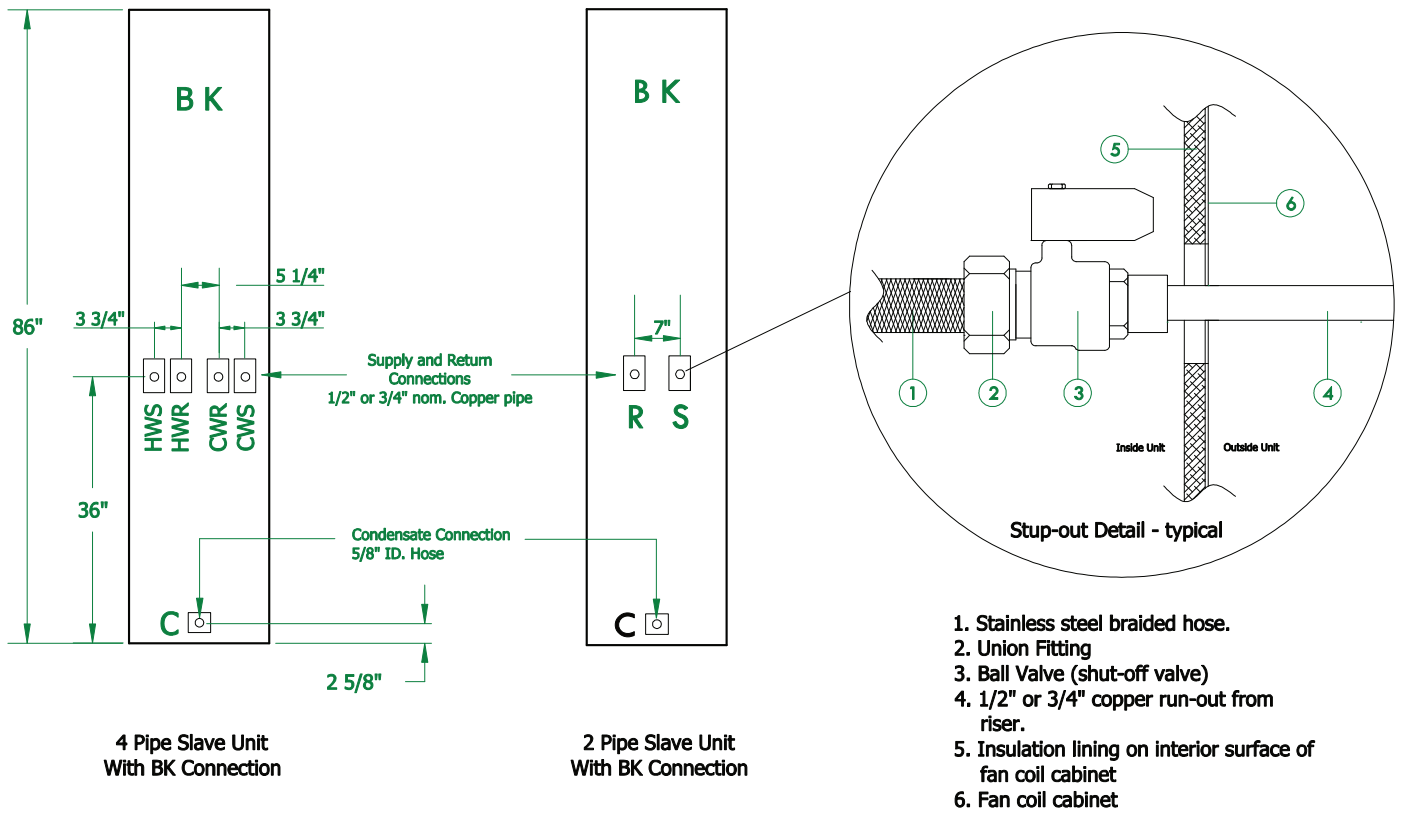 B K
5 1/4"
3 3/4"
3 3/4"
86"
HWS
HWR
CWR
CWS
36"
C
2 5/8"
4 Pipe Slave Unit
With BK Connection
Supply and Return
Connections
1/2" or 3/4" nom. Copper pipe
Condensate Connection
5/8" ID. Hose
B K
7"
R S
C
2 Pipe Slave Unit
With BK Connection
5
6
1
2
3
4
Inside Unit
Outside Unit
Stup-out Detail - typical
1. Stainless steel braided hose.
2. Union Fitting
3. Ball Valve (shut-off valve)
4. 1/2" or 3/4" copper run-out from
riser.
5. Insulation lining on interior surface of
fan coil cabinet
6. Fan coil cabinet